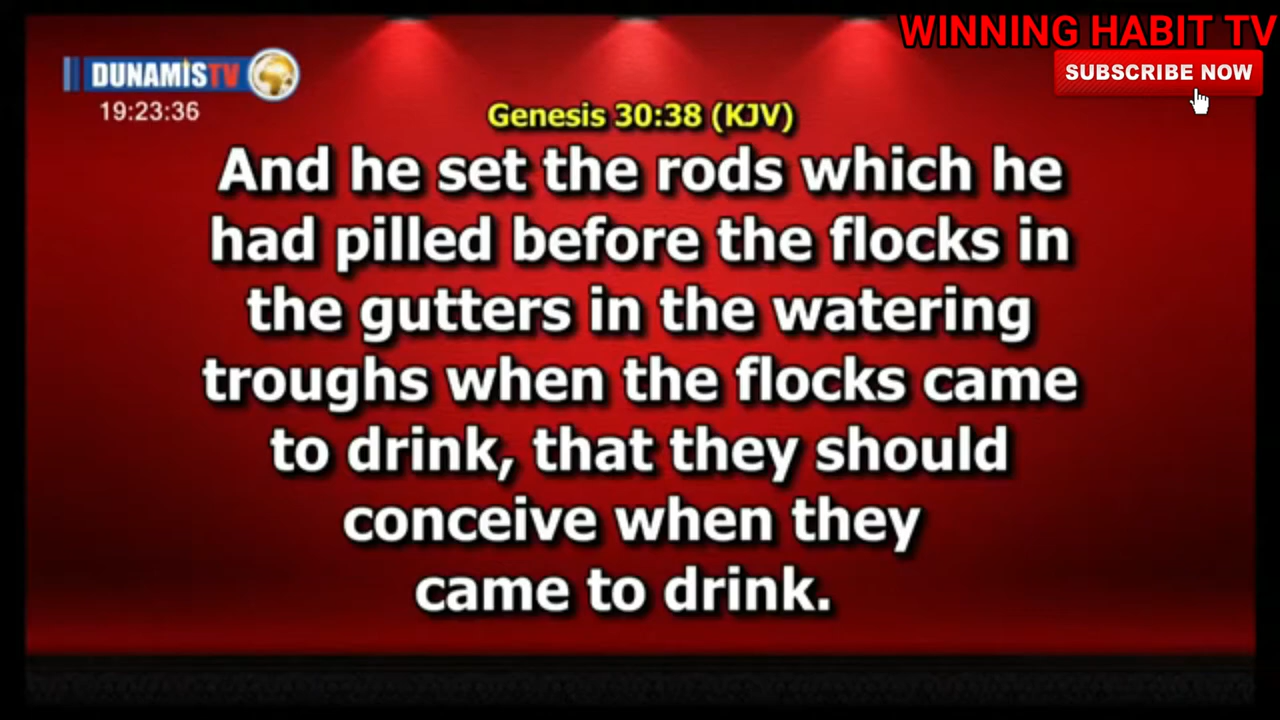 WINNING HABIT TV
DUNAMIS TV
SUBSCRIBE NOW
19:23:36
Genesis 30:38 (KJV)
And he set the rods which he
had pilled before the flocks in
the gutters in the watering
troughs when the flocks came
to drink, that they should
conceive when they
came to drink.